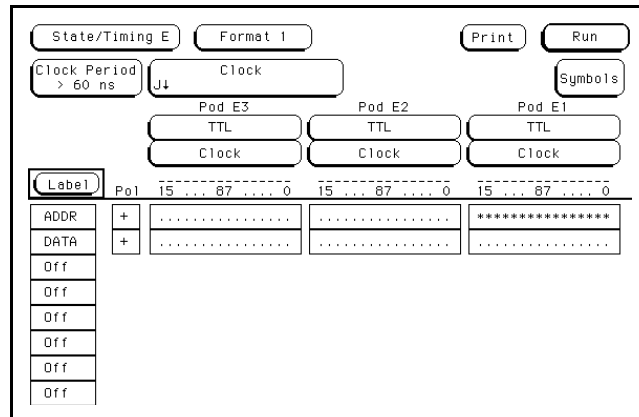 State/Timing E Format 1 Print Run
Clock Period > 60 ns Clock J↓ Symbols
Pod E3 Pod E2 Pod E1
TTL TTL TTL
Clock Clock Clock
Label Pol 15 ... 87 .... 0 15 ... 87 .... 0 15 ... 87 .... 0
ADDR + ................ ................ ****************
DATA + ................ ................ ................
Off
Off
Off
Off
Off
Off